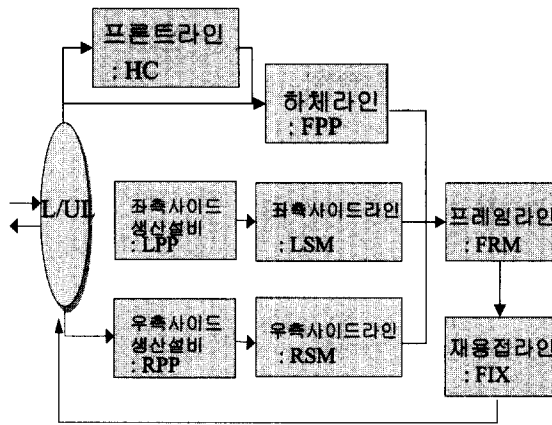 프론트라인
: HC
하체라인
: FPP
L/UL
좌측사이드
생산설비
: LPP
좌측사이드라인
: LSM
프레임라인
: FRM
우측사이드
생산설비
: RPP
우측사이드라인
: RSM
재용접라인
: FIX